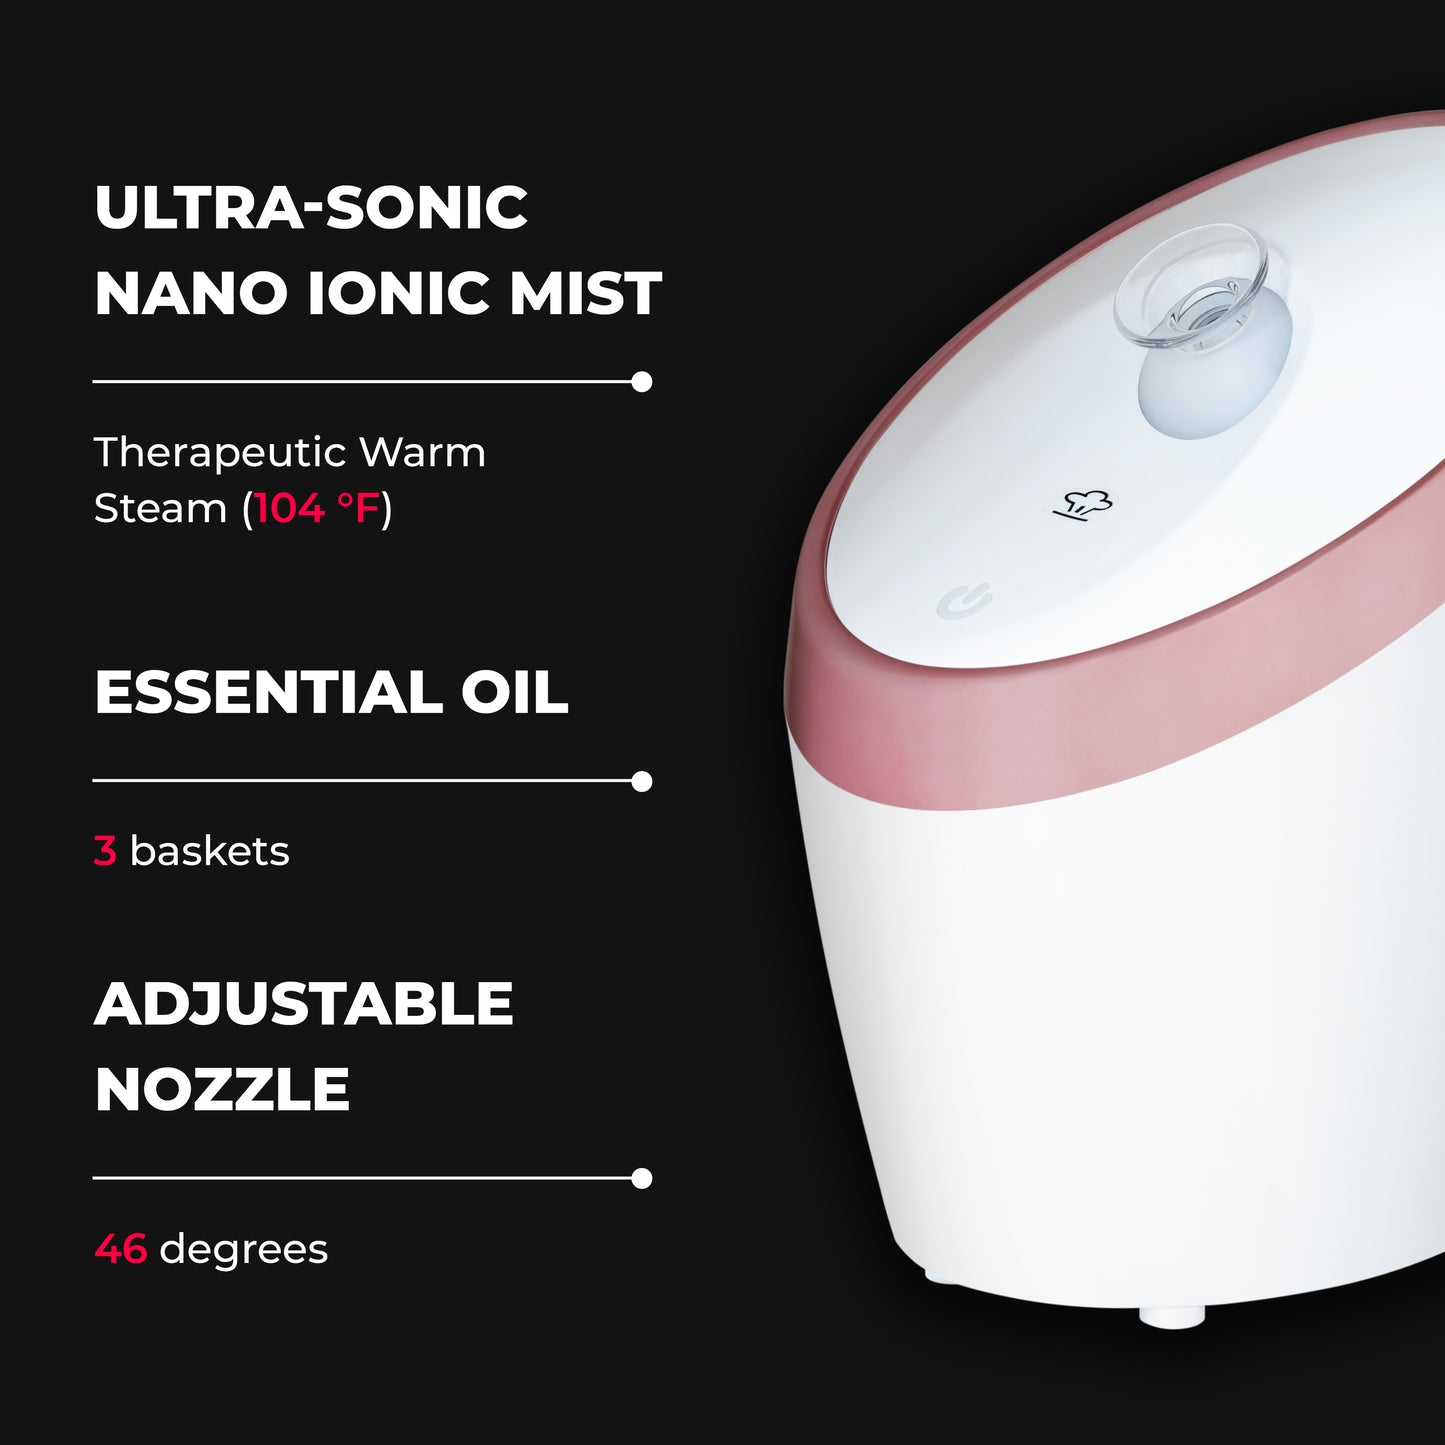 ULTRA-SONIC
NANO IONIC MIST
Therapeutic Warm
Steam (104 °F)
ESSENTIAL OIL
3 baskets
ADJUSTABLE
NOZZLE
46 degrees